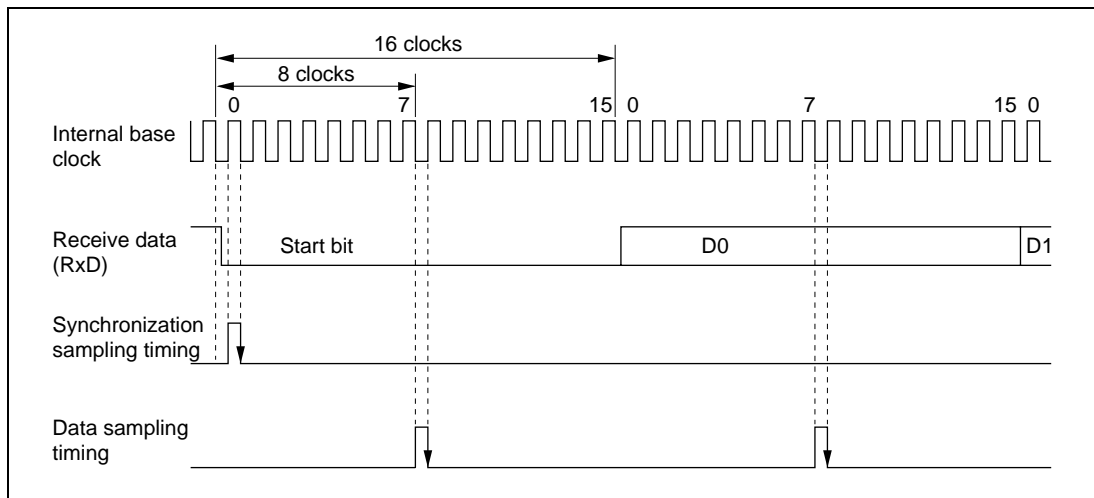 16 clocks
8 clocks
0 7 15 0 7 15 0
Internal base
clock
Receive data
(RxD)
Start bit D0 D1
Synchronization
sampling timing
Data sampling
timing